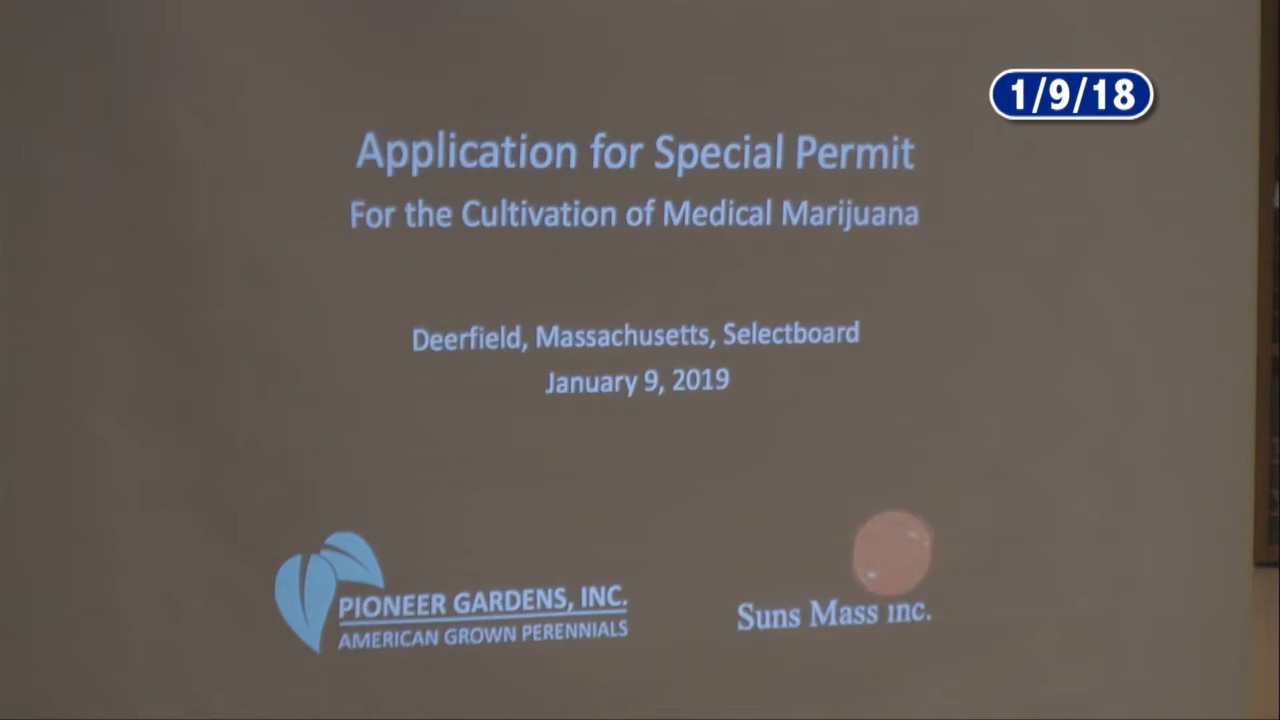 1/9/18
Application for Special Permit
For the Cultivation of Medical Marijuana
Deerfield, Massachusetts, Selectboard
January 9, 2019
PIONEER GARDENS, INC.
AMERICAN GROWN PERENNIALS
Suns Mass inc.